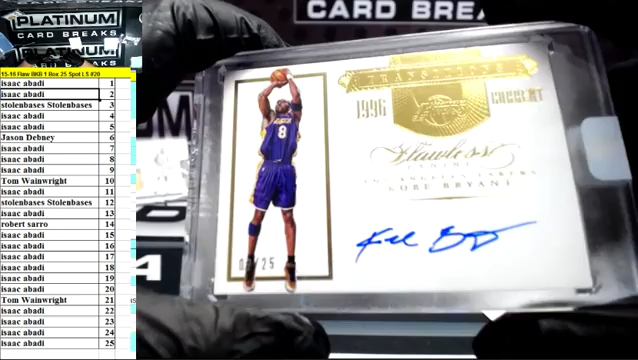 PLATINUM
CARD BREAKS
PLATINUM
CARD BREAKS
15-16 Flaw BKB 1 Box 25 Spot LS #20
isaac abadi 1
isaac abadi 2
stolenbases Stolenbases 3
isaac abadi 4
isaac abadi 5
Jason Debney 6
isaac abadi 7
isaac abadi 8
isaac abadi 9
Tom Wainwright 10
isaac abadi 11
stolenbases Stolenbases 12
isaac abadi 13
robert sarro 14
isaac abadi 15
isaac abadi 16
isaac abadi 17
isaac abadi 18
isaac abadi 19
isaac abadi 20
Tom Wainwright 21
isaac abadi 22
isaac abadi 23
isaac abadi 24
isaac abadi 25
CARD BREA
1996
Flawless
LOS ANGELES LAKERS
KOBE BRYANT
8
/25